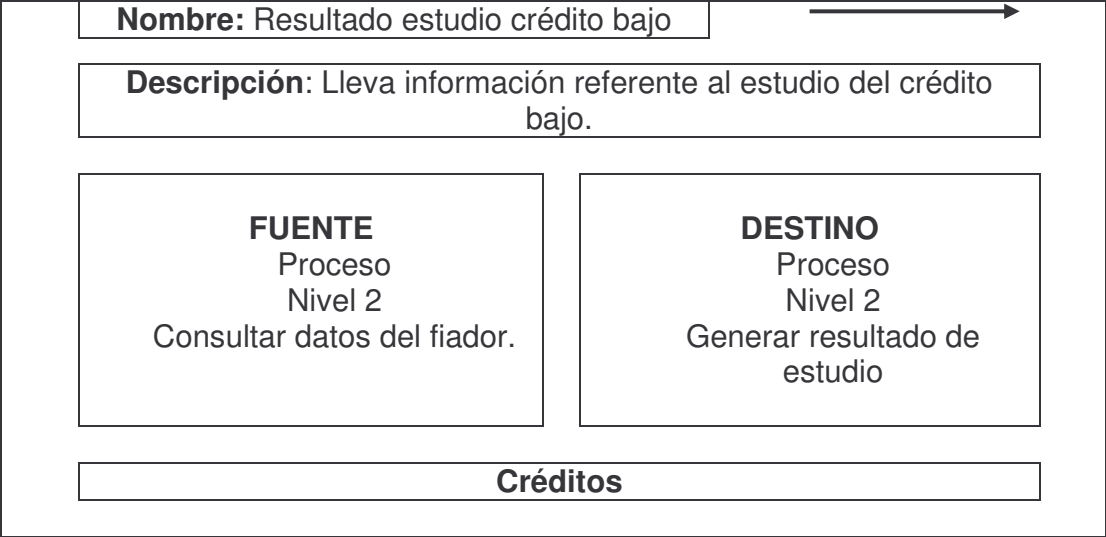 Nombre: Resultado estudio crédito bajo
Descripción: Lleva información referente al estudio del crédito
bajo.
FUENTE
Proceso
Nivel 2
Consultar datos del fiador.
DESTINO
Proceso
Nivel 2
Generar resultado de
estudio
Créditos